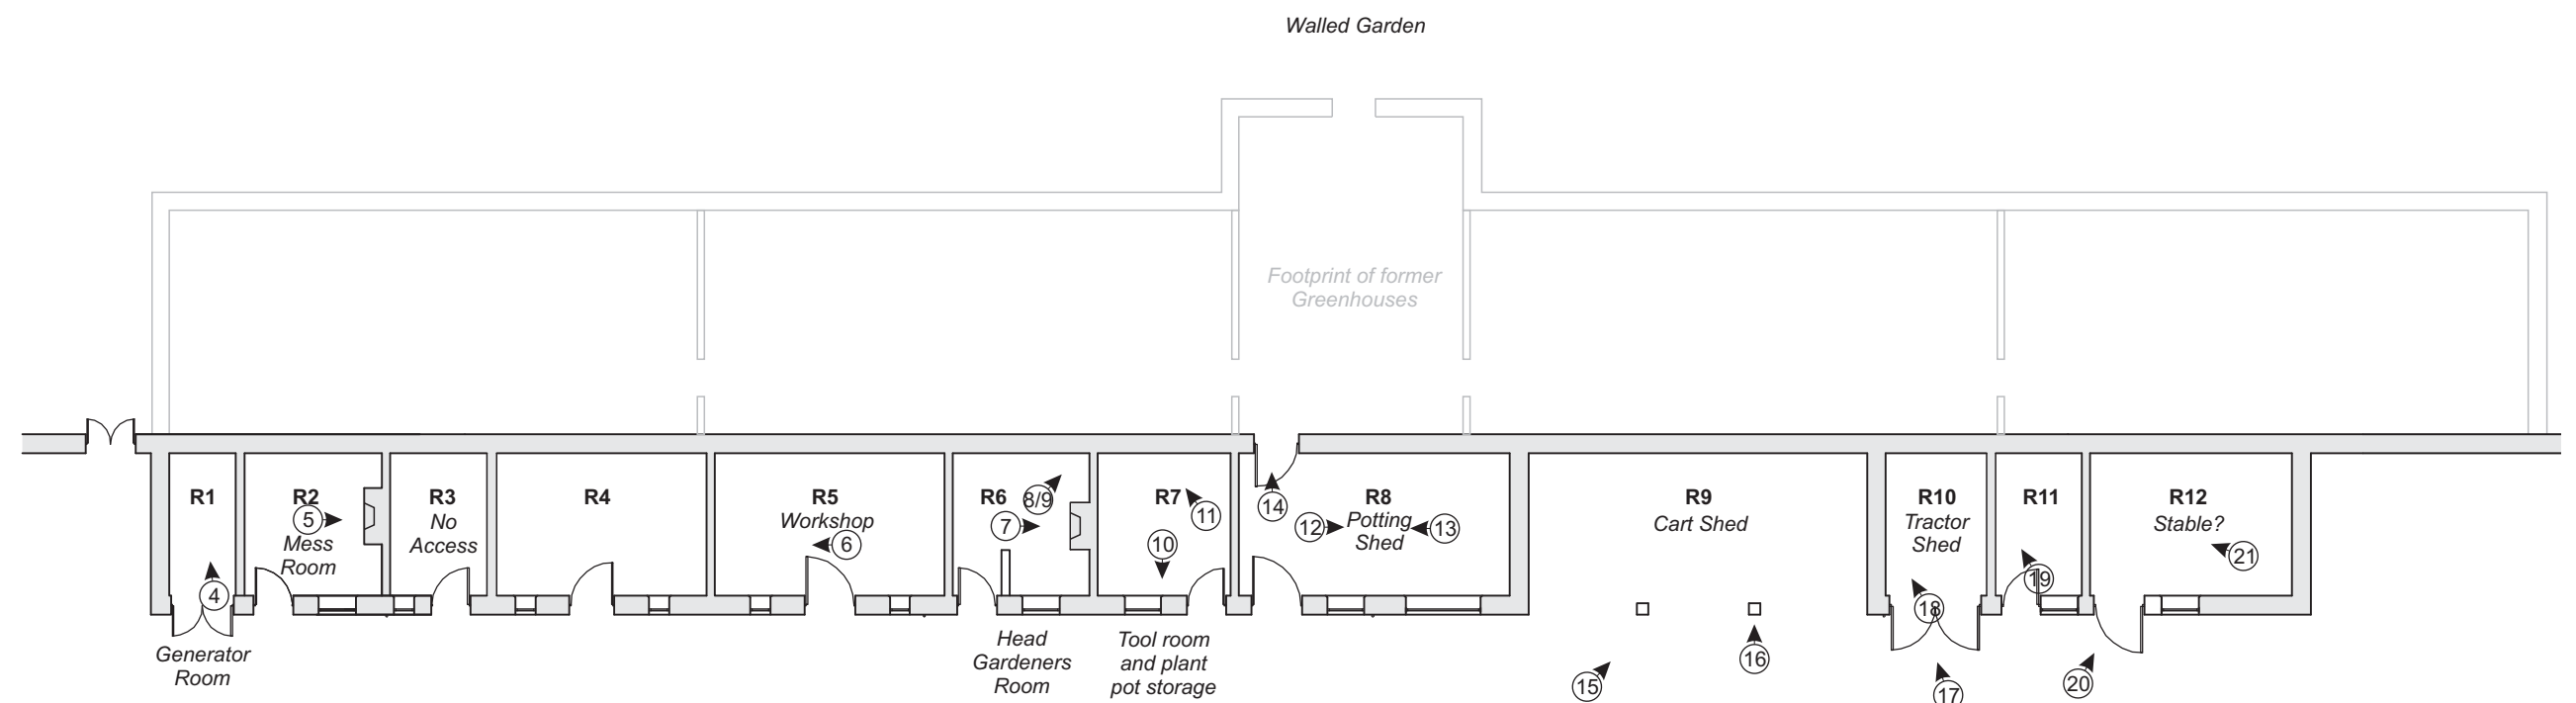 Walled Garden
Footprint of former
Greenhouses
R1
R2
R3
R4
R5
R6
8/9
R7
R8
R9
R10
R11
R12
5
No
Access
Workshop
7
11
14
12
Potting
Shed
13
Cart Shed
Tractor
Shed
Stable?
Mess
Room
6
10
21
4
19
18
Generator
Room
Head
Gardeners
Room
Tool room
and plant
pot storage
15
16
17
20